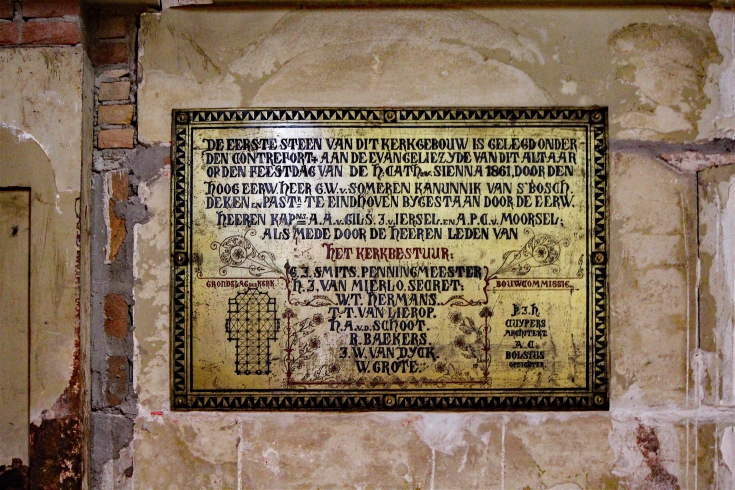 DE EERSTE STEEN VAN DIT KERKGEBOUW IS GELEGD ONDER
DEN CONTREFORT, AAN DE EVANGELIEZYDE VAN DIT ALTAAR
OP DEN FEESTDAG VAN DE H. CATH. v. SIENNA 1861, DOOR DEN
HOOG EERW. HEER G.W. v. SOMEREN KANUNNIK VAN S' BOSCH.
DEKEN EN PAST. TE EINDHOVEN BYGESTAAN DOOR DE EERW.
HEEREN KAPNS. A.A. v. GILS. J. v. IERSEL. EN A.P.C. v. MOORSEL;
ALS MEDE DOOR DE HEEREN LEDEN VAN
HET KERKBESTUUR:
C.J. SMITS. PENNINGMEESTER
GRONDSLAG DER KERK.
H. J. VAN MIERLO. SECRET:
BOUWCOMMISSIE.
W.T. HERMANS.
T.T. VAN LIEROP.
H.A. v.D. SCHOOT.
R. BAEKERS.
J.W. VAN DYCK.
W. GROTE.
P.J.H.
CUYPERS
ARCHITEKT
A.C.
BOLSIUS
OPZICHTER